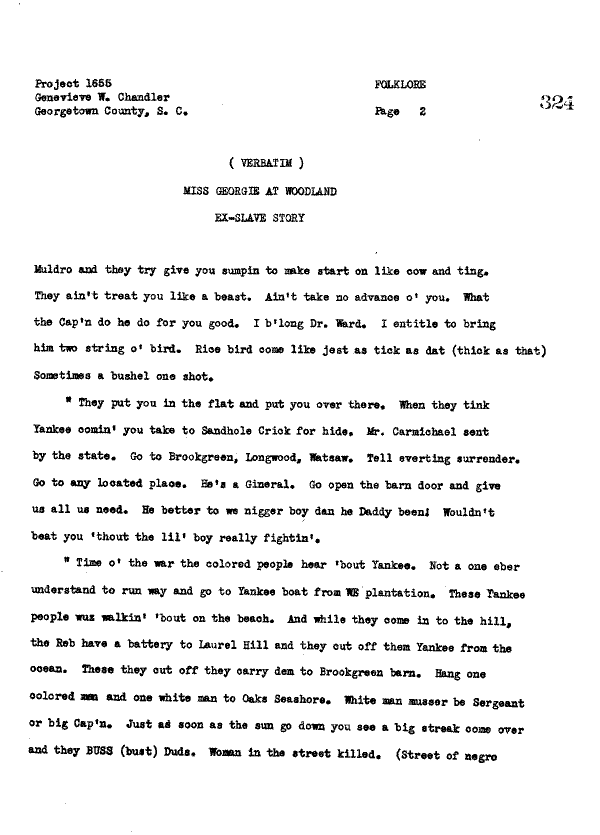 Project 1655 FOLKLORE
Genevieve W. Chandler 324
Georgetown County, S. C. Page 2
( VERBATIM )
MISS GEORGIE AT WOODLAND
EX-SLAVE STORY
Muldro and they try give you sumpin to make start on like cow and ting.
They ain't treat you like a beast. Ain't take no advance o' you. What
the Cap'n do he do for you good. I b'long Dr. Ward. I entitle to bring
him two string o' bird. Rice bird come like jest as tick as dat (thick as that)
Sometimes a bushel one shot.
" They put you in the flat and put you over there. When they tink
Yankee comin' you take to Sandhole Crick for hide. Mr. Carmichael sent
by the state. Go to Brookgreen, Longwood, Watsaw. Tell everting surrender.
Go to any located place. He's a Gineral. Go open the barn door and give
us all us need. He better to we nigger boy dan he Daddy been! Wouldn't
beat you 'thout the lil' boy really fightin'.
" Time o' the war the colored people hear 'bout Yankee. Not a one eber
understand to run way and go to Yankee boat from WE plantation. These Yankee
people wuz walkin' 'bout on the beach. And while they come in to the hill,
the Reb have a battery to Laurel Hill and they cut off them Yankee from the
ocean. These they cut off they carry dem to Brookgreen barn. Hang one
colored man and one white man to Oaks Seashore. White man musser be Sergeant
or big Cap'n. Just as soon as the sun go down you see a big streak come over
and they BUSS (bust) Duds. Woman in the street killed. (Street of negro